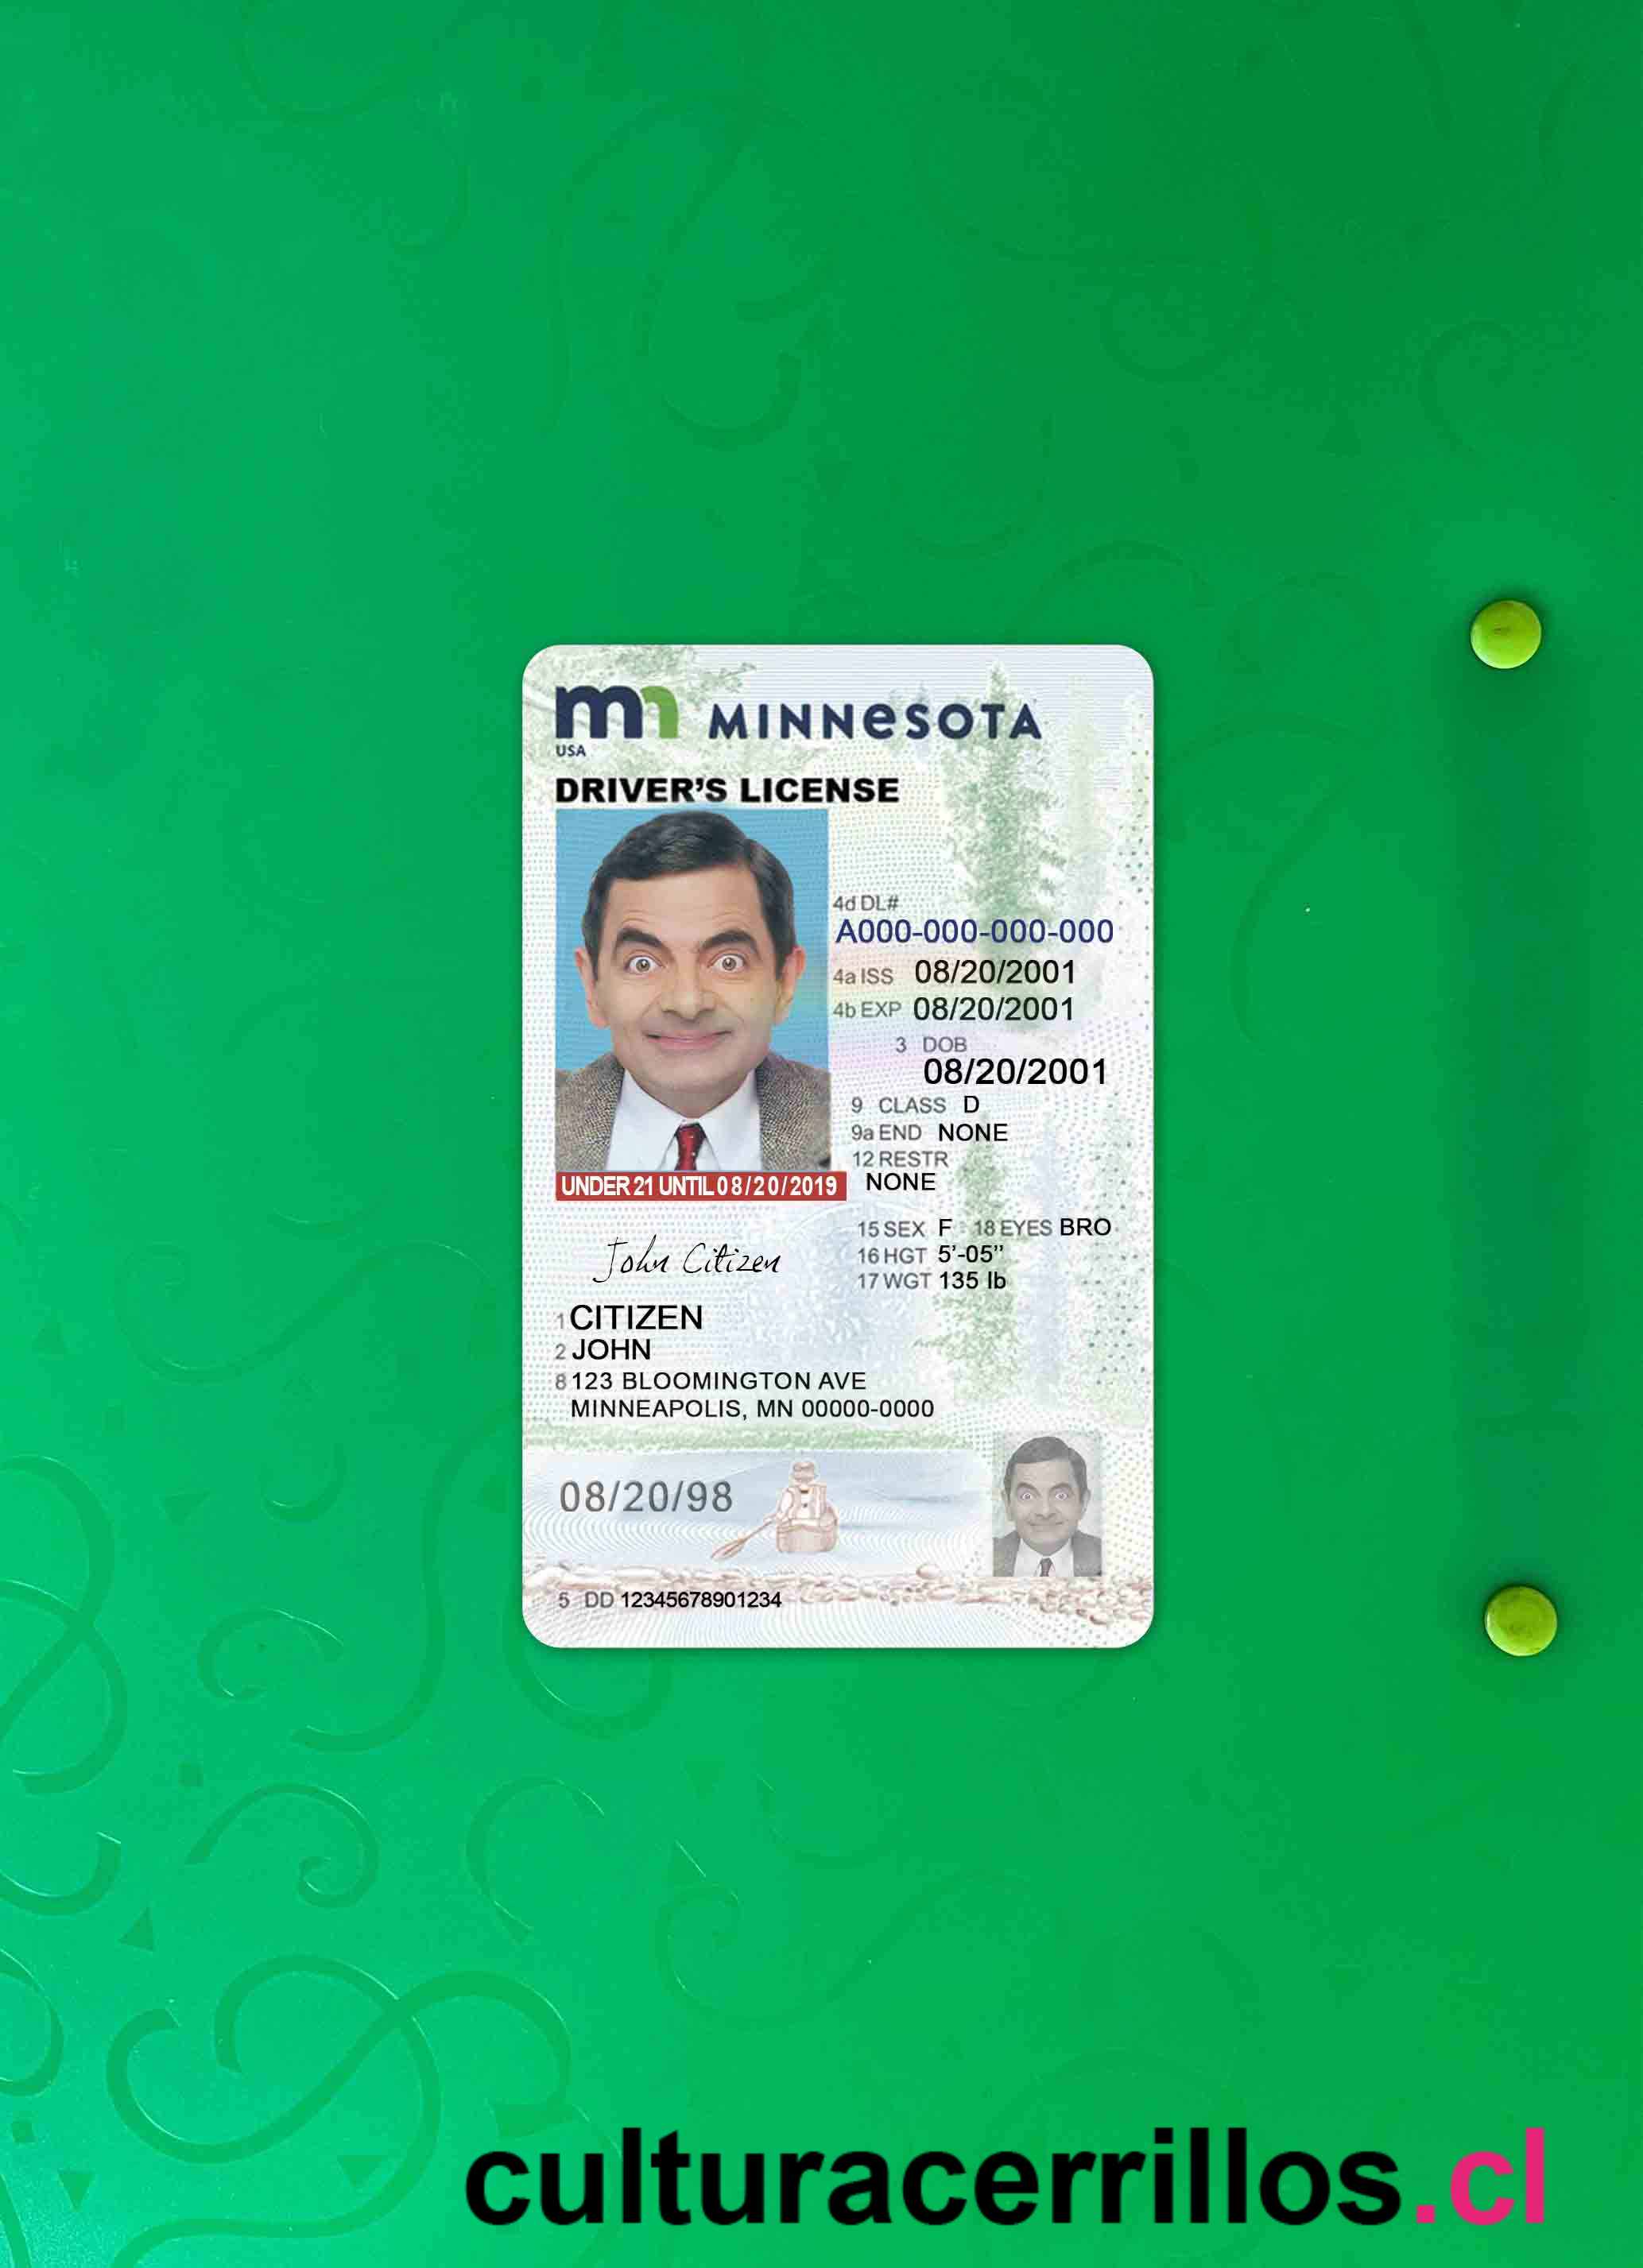 mn MINNeSOTA
USA
DRIVER'S LICENSE
4d DL#
A000-000-000-000
4a ISS 08/20/2001
4b EXP 08/20/2001
3 DOB
08/20/2001
9 CLASS D
9a END NONE
12 RESTR
NONE
UNDER 21 UNTIL 08/20/2019
15 SEX F 18 EYES BRO
16 HGT 5'-05"
17 WGT 135 lb
John Citizen
1 CITIZEN
2 JOHN
8 123 BLOOMINGTON AVE
MINNEAPOLIS, MN 00000-0000
08/20/98
5 DD 12345678901234
culturacerrillos.cl